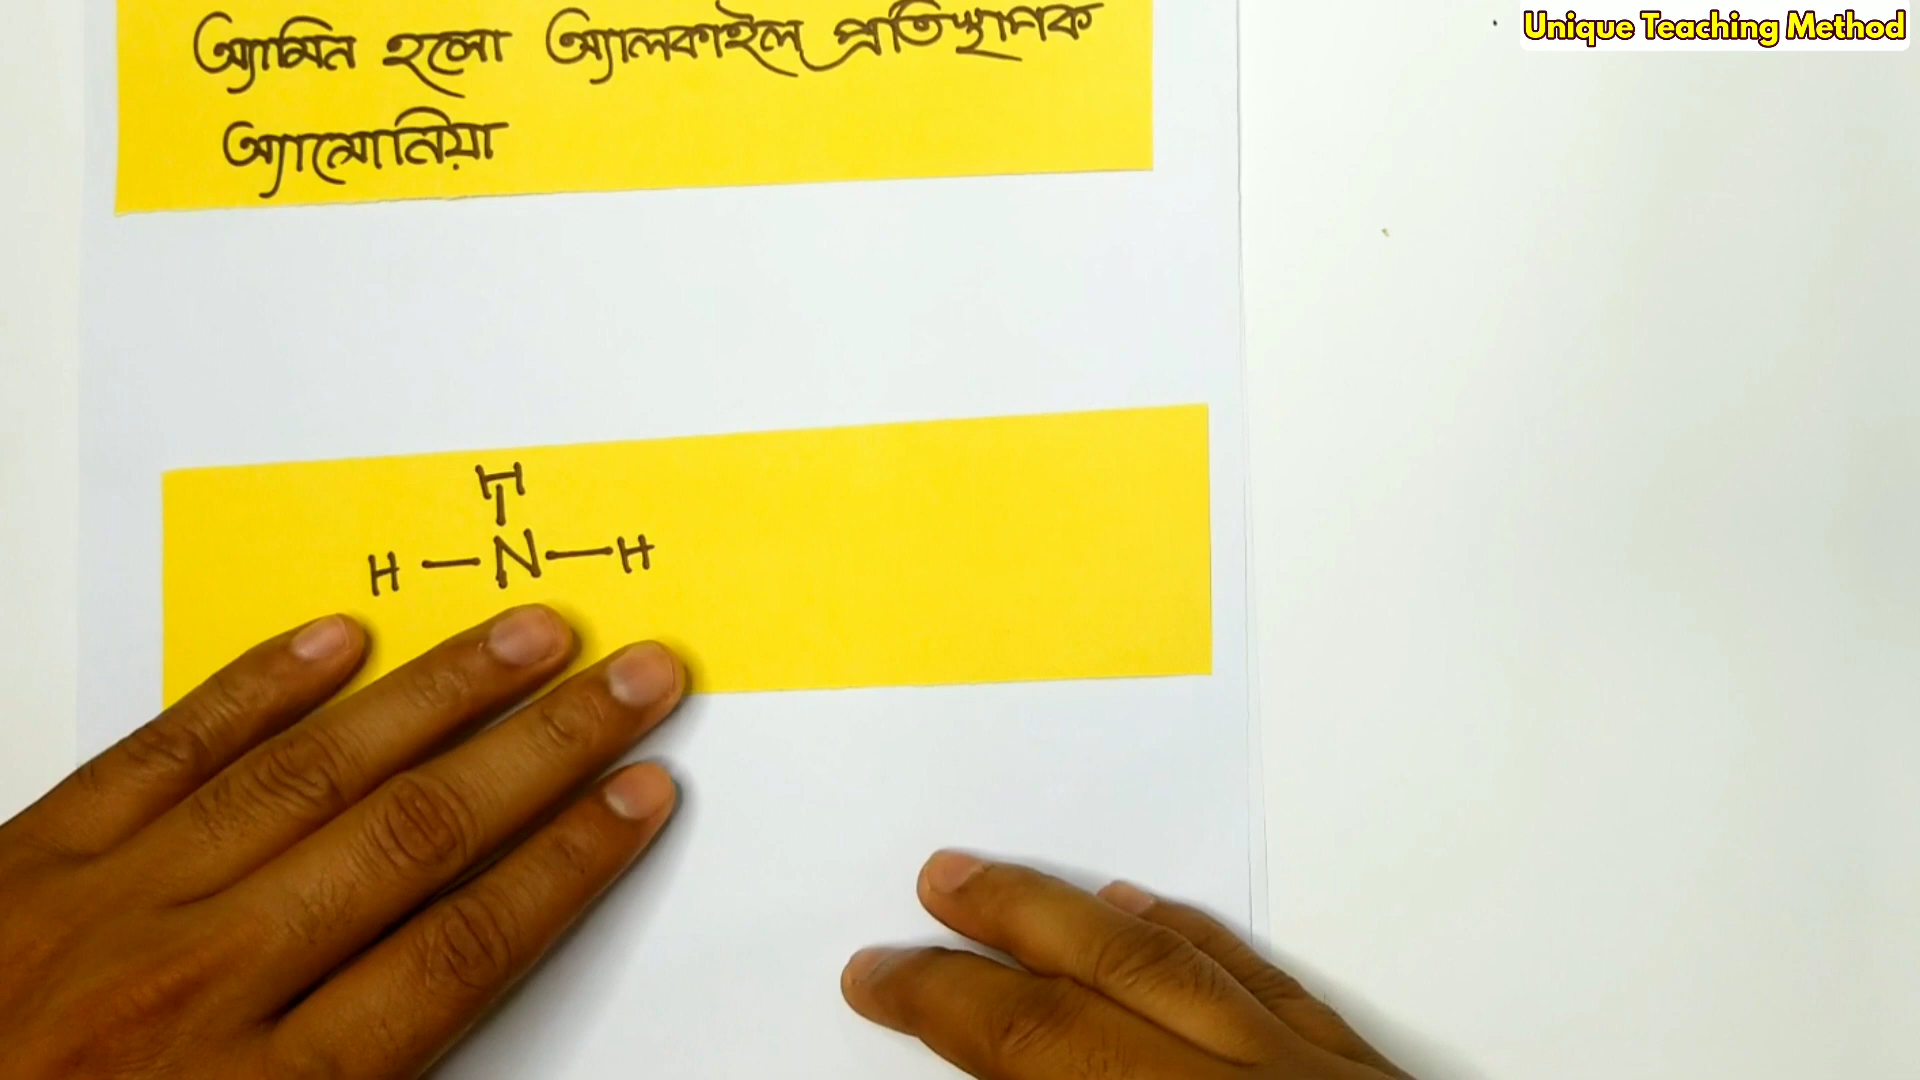 Unique Teaching Method
অ্যামিন হলো অ্যালকাইল প্রতিস্থাপক
অ্যামোনিয়া
H
H — N — H